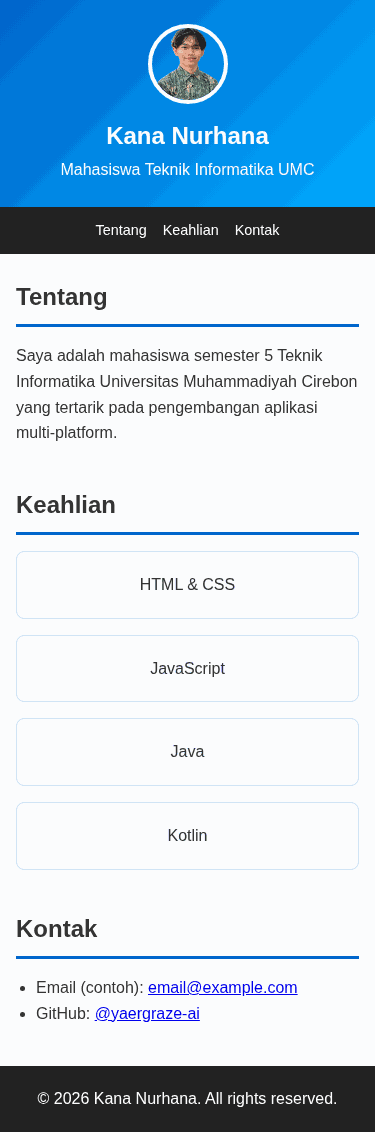 Kana Nurhana
Mahasiswa Teknik Informatika UMC
Tentang Keahlian Kontak
Tentang
Saya adalah mahasiswa semester 5 Teknik
Informatika Universitas Muhammadiyah Cirebon
yang tertarik pada pengembangan aplikasi
multi-platform.
Keahlian
HTML & CSS
JavaScript
Java
Kotlin
Kontak
• Email (contoh): email@example.com
• GitHub: @yaergraze-ai
© 2026 Kana Nurhana. All rights reserved.